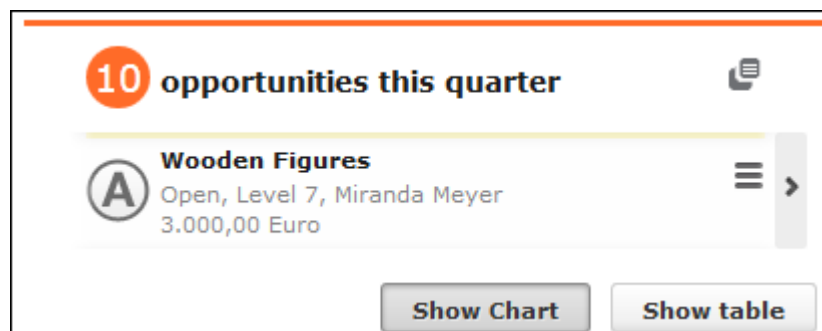 10 opportunities this quarter
A
Wooden Figures
Open, Level 7, Miranda Meyer
3.000,00 Euro
Show Chart
Show table